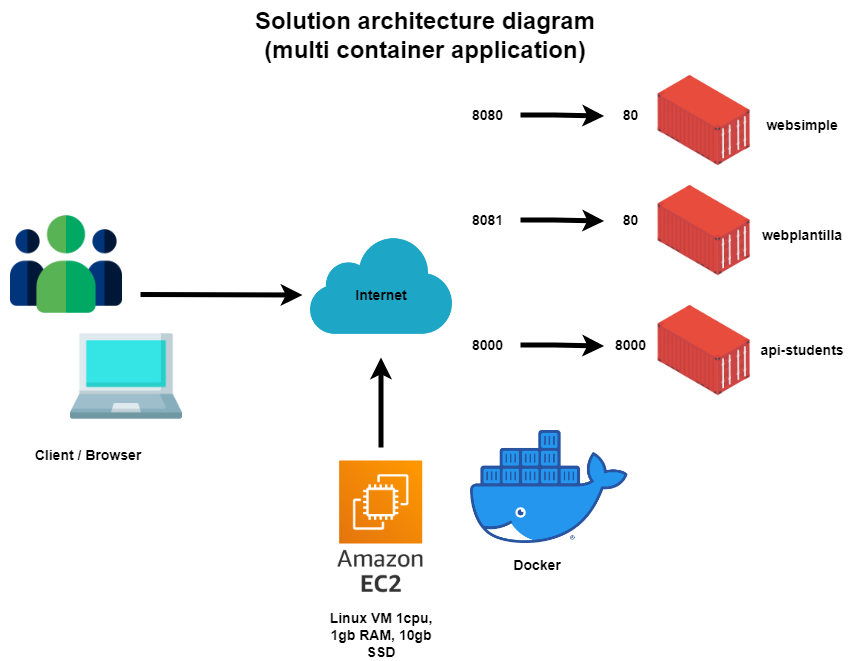 Solution architecture diagram
(multi container application)
8080
80
websimple
8081
80
webplantilla
Internet
8000
8000
api-students
Client / Browser
Amazon
EC2
Docker
Linux VM 1cpu,
1gb RAM, 10gb
SSD